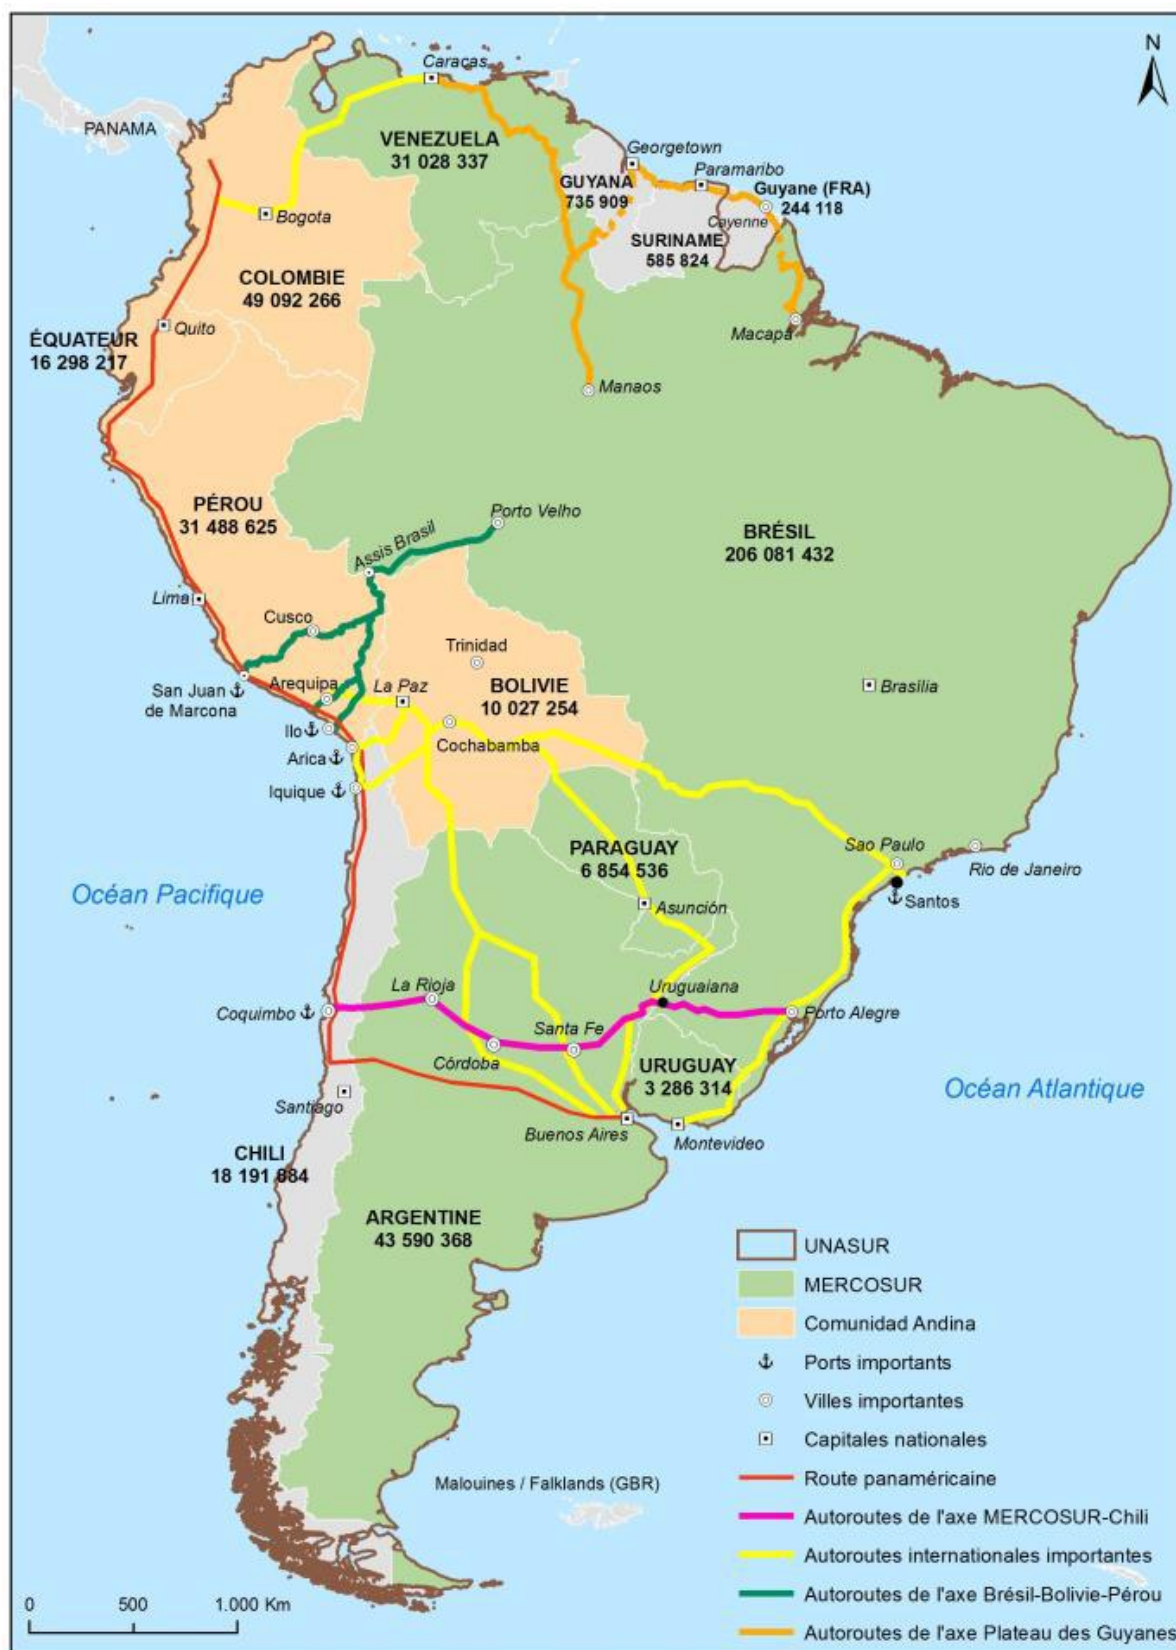 N
Caracas
PANAMA
VENEZUELA
31 028 337
Georgetown
Paramaribo
GUYANA
735 909
Guyane (FRA)
244 118
Cayenne
Bogota
SURINAME
585 824
COLOMBIE
49 092 266
Quito
ÉQUATEUR
16 298 217
Macapá
Manaos
PÉROU
31 488 625
Porto Velho
Assis Brasil
BRÉSIL
206 081 432
Lima
Cusco
Trinidad
San Juan
de Marcona
Arequipa
La Paz
BOLIVIE
10 027 254
Brasília
Ilo
Cochabamba
Arica
Iquique
PARAGUAY
6 854 536
Sao Paulo
Rio de Janeiro
Océan Pacifique
Asunción
Santos
La Rioja
Uruguaiana
Coquimbo
Porto Alegre
Santa Fe
Córdoba
URUGUAY
3 286 314
Océan Atlantique
Santiago
Buenos Aires
Montevideo
CHILI
18 191 884
ARGENTINE
43 590 368
UNASUR
MERCOSUR
Comunidad Andina
Ports importants
Villes importantes
Capitales nationales
Route panaméricaine
Malouines / Falklands (GBR)
Autoroutes de l'axe MERCOSUR-Chili
Autoroutes internationales importantes
Autoroutes de l'axe Brésil-Bolivie-Pérou
Autoroutes de l'axe Plateau des Guyanes
0 500 1.000 Km